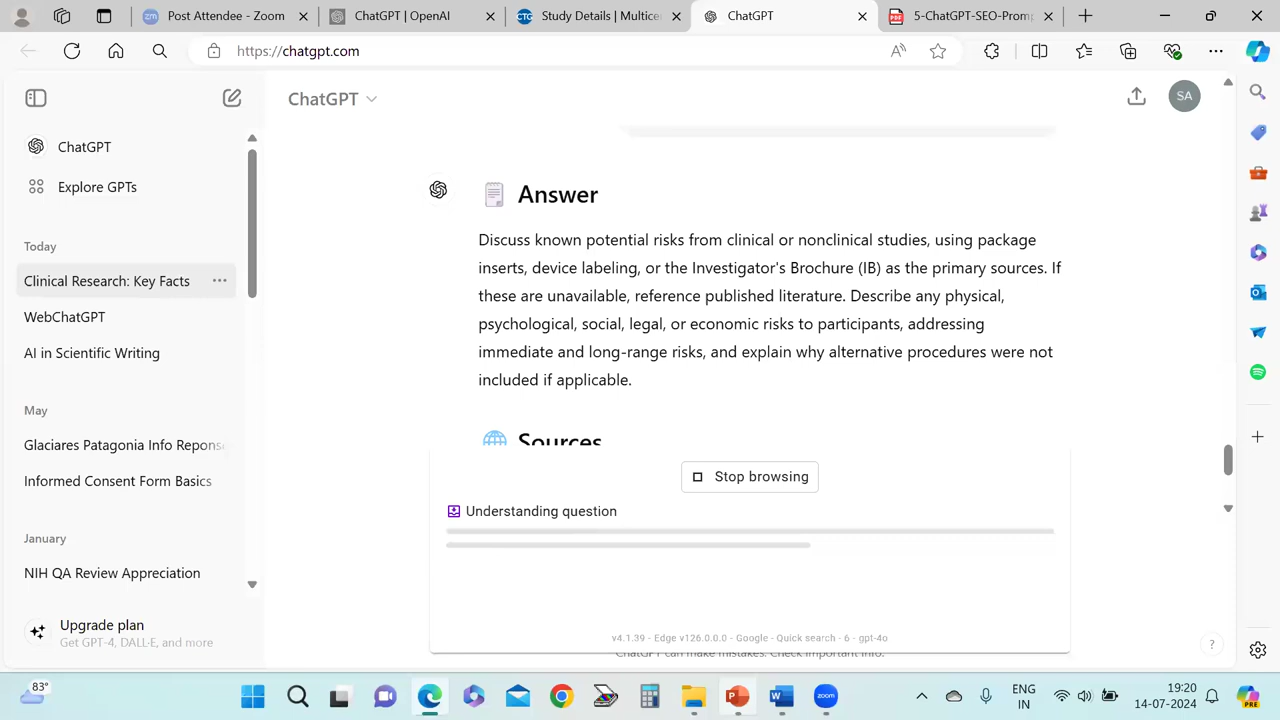 Post Attendee - Zoom
ChatGPT | OpenAI
CTG
Study Details | Multice
ChatGPT
PDF
5-ChatGPT-SEO-Promp
https://chatgpt.com
ChatGPT
SA
ChatGPT
Explore GPTs
Today
Clinical Research: Key Facts
WebChatGPT
AI in Scientific Writing
May
Glaciares Patagonia Info Repons
Informed Consent Form Basics
January
NIH QA Review Appreciation
Upgrade plan
Get GPT-4, DALL·E, and more
Answer
Discuss known potential risks from clinical or nonclinical studies, using package
inserts, device labeling, or the Investigator's Brochure (IB) as the primary sources. If
these are unavailable, reference published literature. Describe any physical,
psychological, social, legal, or economic risks to participants, addressing
immediate and long-range risks, and explain why alternative procedures were not
included if applicable.
Sources
Stop browsing
Understanding question
v4.1.39 - Edge v126.0.0.0 - Google - Quick search - 6 - gpt-4o
ChatGPT can make mistakes. Check important info.
?
83°
zoom
ENG
IN
19:20
14-07-2024
PRE